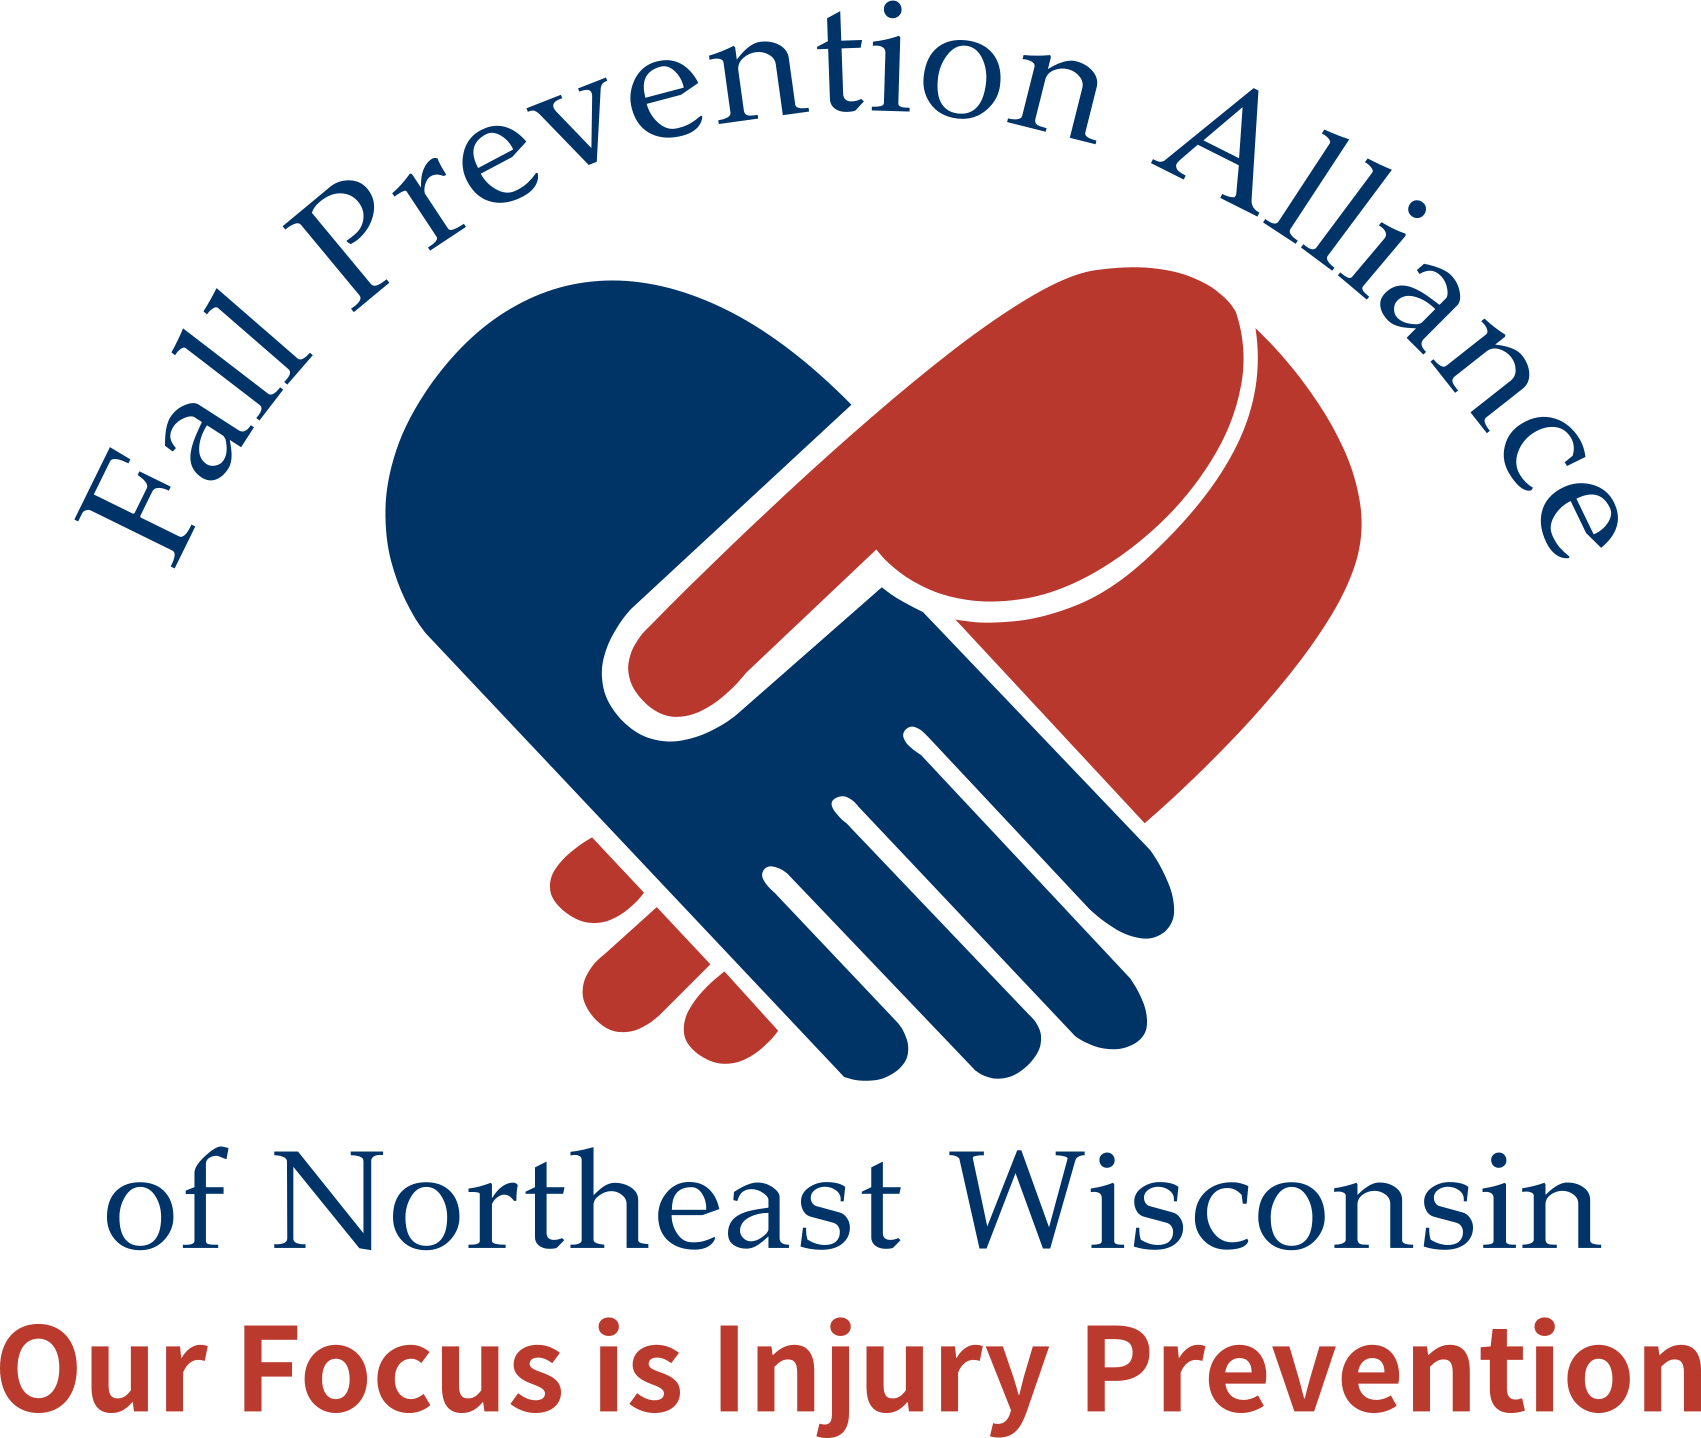 Fall Prevention Alliance
of Northeast Wisconsin
Our Focus is Injury Prevention